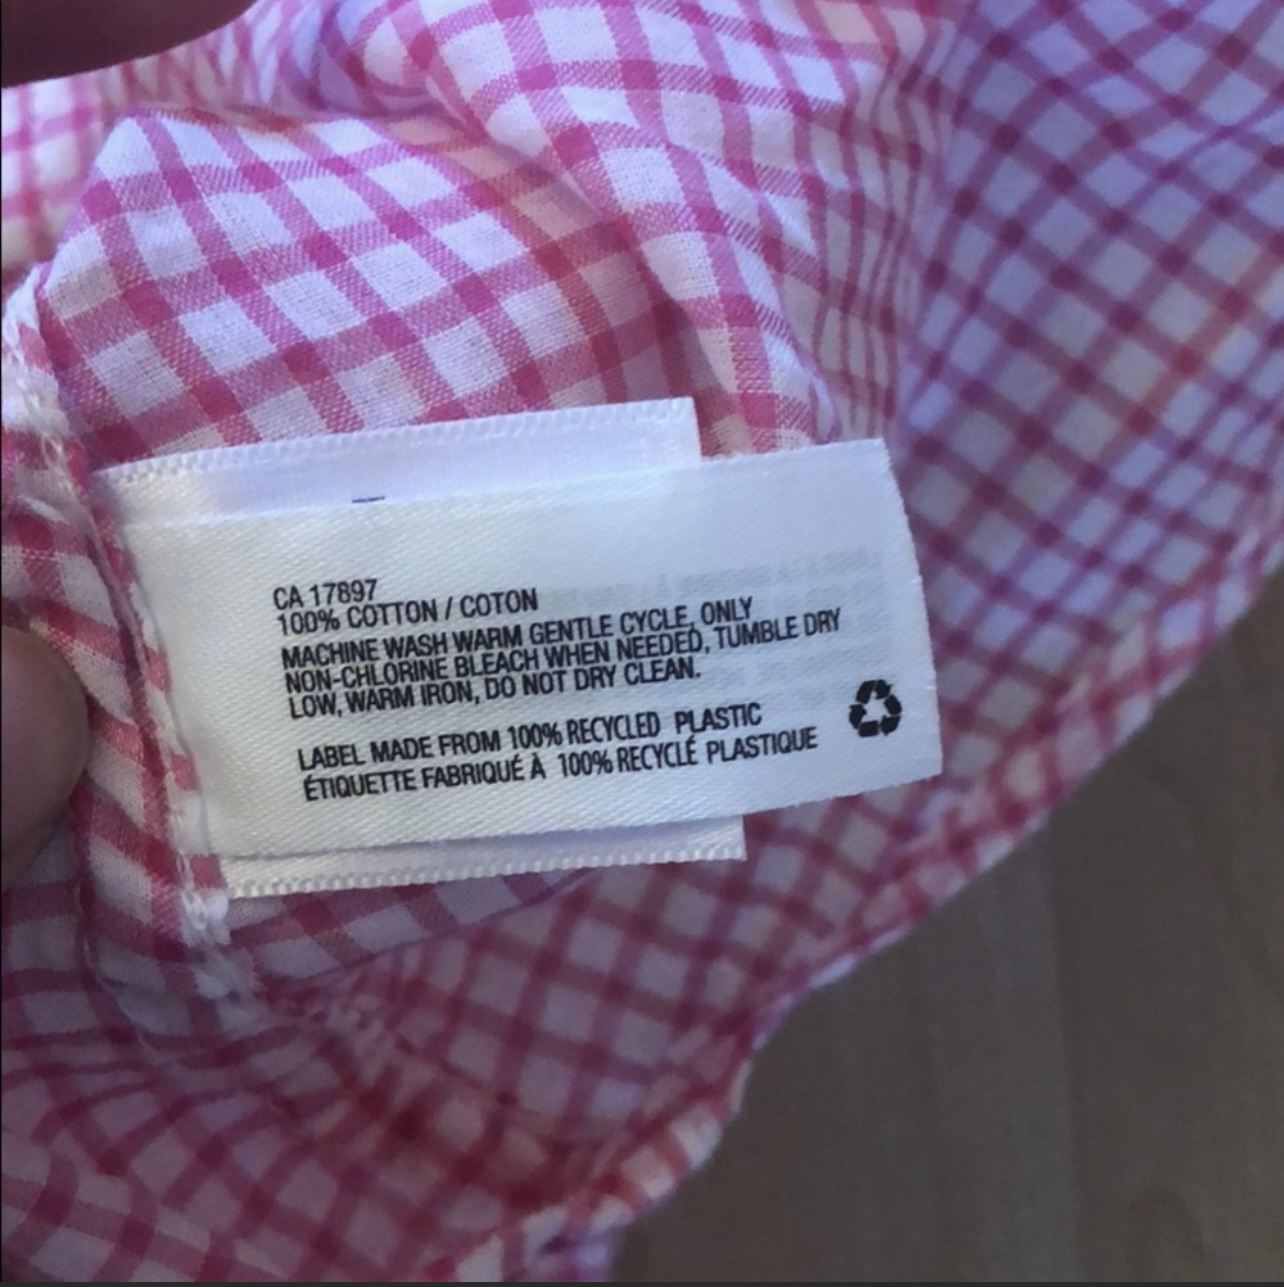 CA 17897
100% COTTON / COTON
MACHINE WASH WARM GENTLE CYCLE, ONLY
NON-CHLORINE BLEACH WHEN NEEDED, TUMBLE DRY
LOW, WARM IRON, DO NOT DRY CLEAN.
LABEL MADE FROM 100% RECYCLED PLASTIC
ÉTIQUETTE FABRIQUÉ À 100% RECYCLÉ PLASTIQUE